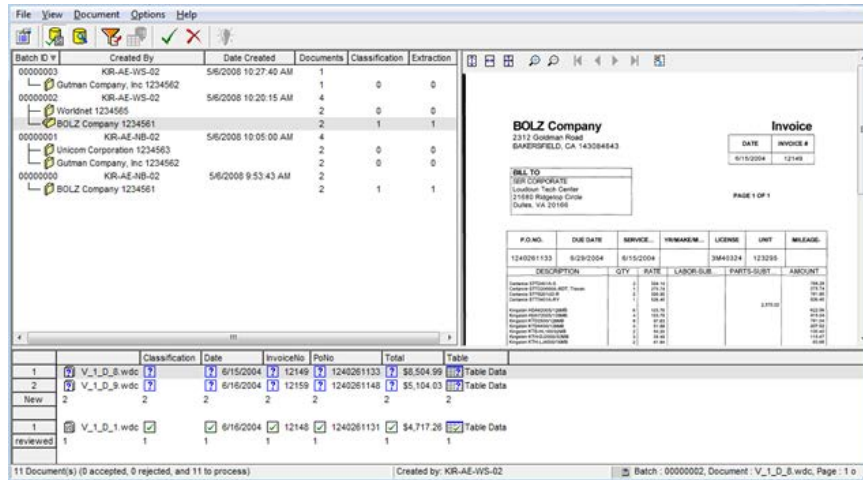 File View Document Options Help
Batch ID Created By Date Created Documents Classification Extraction
00000003 KIR-AE-WS-02 5/6/2008 10:27:40 AM 1
Gutman Company, Inc 1234562 1 0 0
00000002 KIR-AE-WS-02 5/6/2008 10:20:15 AM 4
Worldnet 1234565 2 0 0
BOLZ Company 1234561 2 1 1
00000001 KIR-AE-NB-02 5/6/2008 10:05:00 AM 4
Unicom Corporation 1234563 2 0 0
Gutman Company, Inc 1234562 2 0 0
00000000 KIR-AE-NB-02 5/6/2008 9:53:43 AM 2
BOLZ Company 1234561 2 1 1
BOLZ Company Invoice
2312 Goldman Road
BAKERSFIELD, CA 143084643
DATE INVOICE #
6/15/2004 12149
BILL TO
SER CORPORATE
Loudoun Tech Center
21680 Ridgetop Circle
Dulles, VA 20166
PAGE 1 OF 1
P.O.NO. DUE DATE SERVICE... YR/MAKE/M... LICENSE UNIT MILEAGE-
1240261133 6/29/2004 6/15/2004 3M40324 123295
DESCRIPTION QTY RATE LABOR-SUB... PARTS-SUBT... AMOUNT
Classification Date InvoiceNo PoNo Total Table
1 V_1_D_8.wdc 6/15/2004 12149 1240261133 $8,504.99 Table Data
2 V_1_D_9.wdc 6/16/2004 12159 1240261148 $5,104.03 Table Data
New 2 2 2 2 2 2 2
1 V_1_D_1.wdc 6/16/2004 12148 1240261131 $4,717.26 Table Data
reviewed 1 1 1 1 1 1 1
11 Document(s) (0 accepted, 0 rejected, and 11 to process) Created by: KIR-AE-WS-02 Batch : 00000002, Document : V_1_D_8.wdc, Page : 1 o